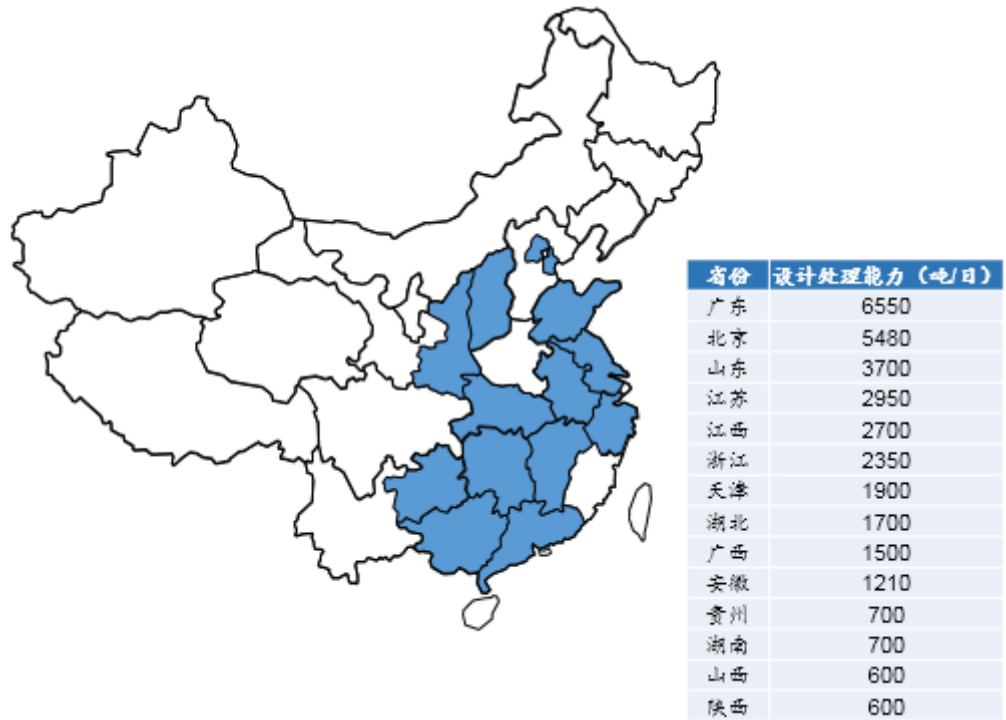 省份 设计处理能力（吨/日）
广东 6550
北京 5480
山东 3700
江苏 2950
江西 2700
浙江 2350
天津 1900
湖北 1700
广西 1500
安徽 1210
贵州 700
湖南 700
山西 600
陕西 600